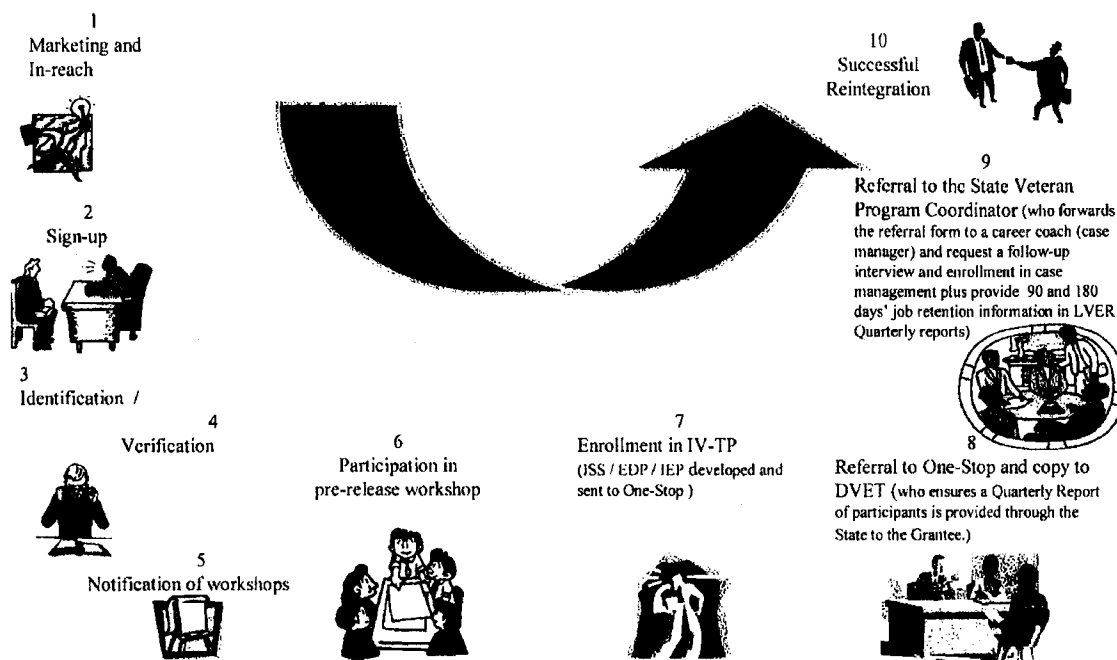 1
Marketing and
In-reach
2
Sign-up
3
Identification /
4
Verification
5
Notification of workshops
6
Participation in
pre-release workshop
7
Enrollment in IV-TP
(JSS / EDP / IEP developed and
sent to One-Stop )
8
Referral to One-Stop and copy to
DVET (who ensures a Quarterly Report
of participants is provided through the
State to the Grantee.)
9
Referral to the State Veteran
Program Coordinator (who forwards
the referral form to a career coach (case
manager) and request a follow-up
interview and enrollment in case
management plus provide 90 and 180
days' job retention information in LVER
Quarterly reports)
10
Successful
Reintegration